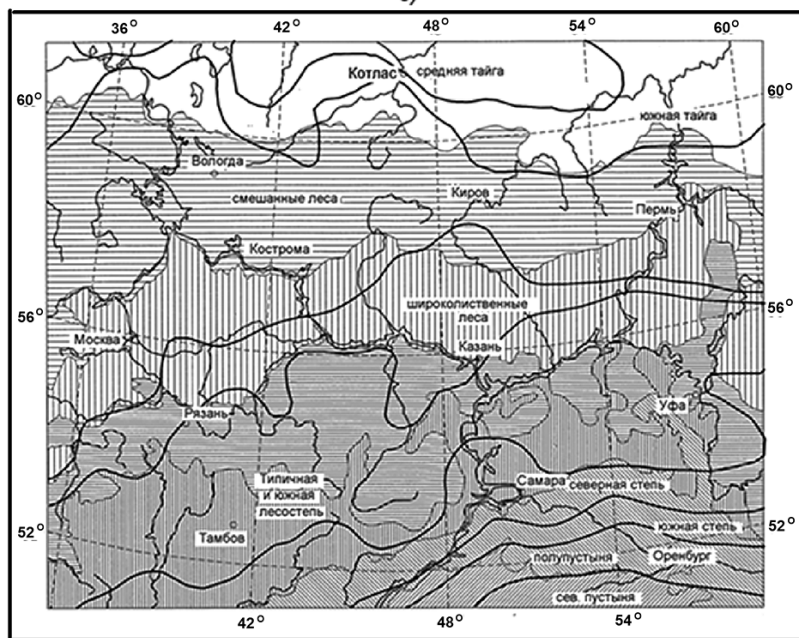 36° 42° 48° 54° 60°
Котлас средняя тайга
60° 60°
южная тайга
Вологда
смешанные леса
Киров
Пермь
Кострома
широколиственные
леса
56° 56°
Москва
Казань
Рязань
Уфа
Типичная
и южная
лесостепь
Самара северная степь
52° 52°
Тамбов
южная степь
полупустыня Оренбург
сев. пустыня
42° 48° 54°